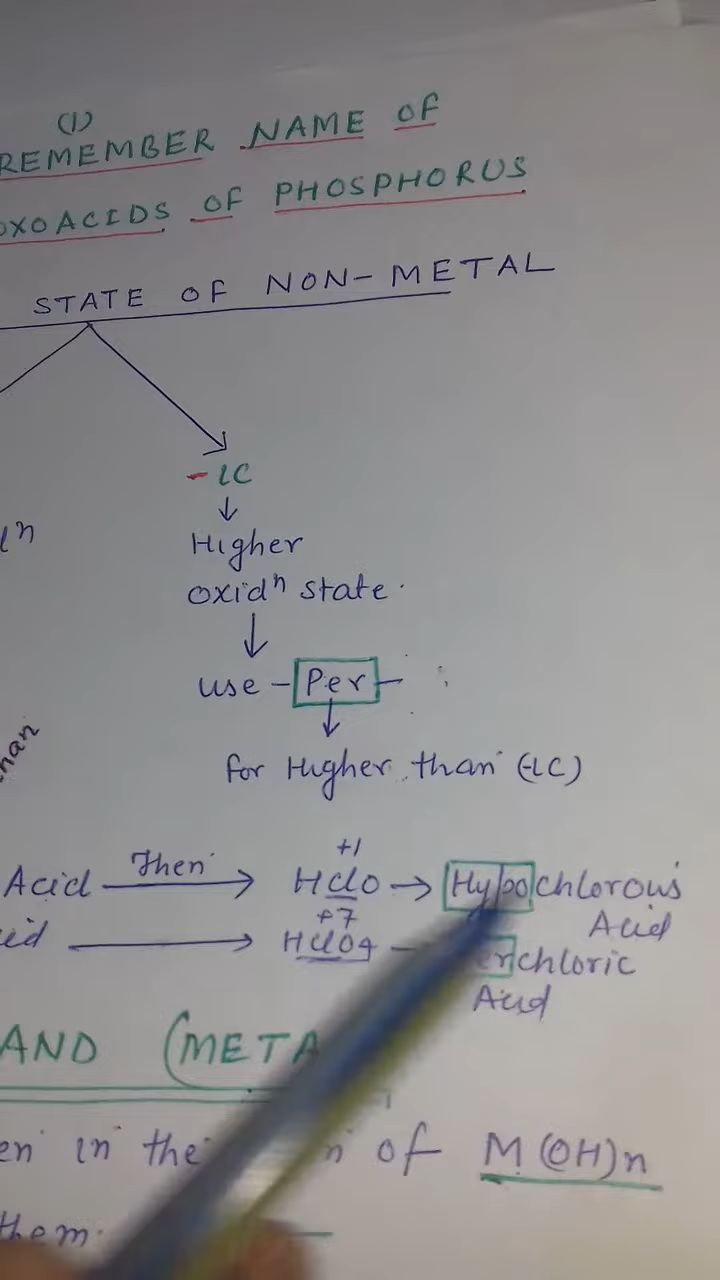 (1)
REMEMBER NAME OF
OXOACIDS OF PHOSPHORUS
STATE OF NON-METAL
-ic
Higher
oxidⁿ state.
use - Per -
for Higher than (-ic)
Acid Then HClO → Hypochlorous
+1
Acid
+7
HClO4 chloric
Acid
AND (META
in the of M(OH)n
them.